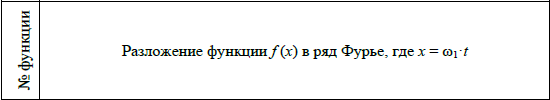 № функции
Разложение функции f (x) в ряд Фурье, где x = ω₁·t